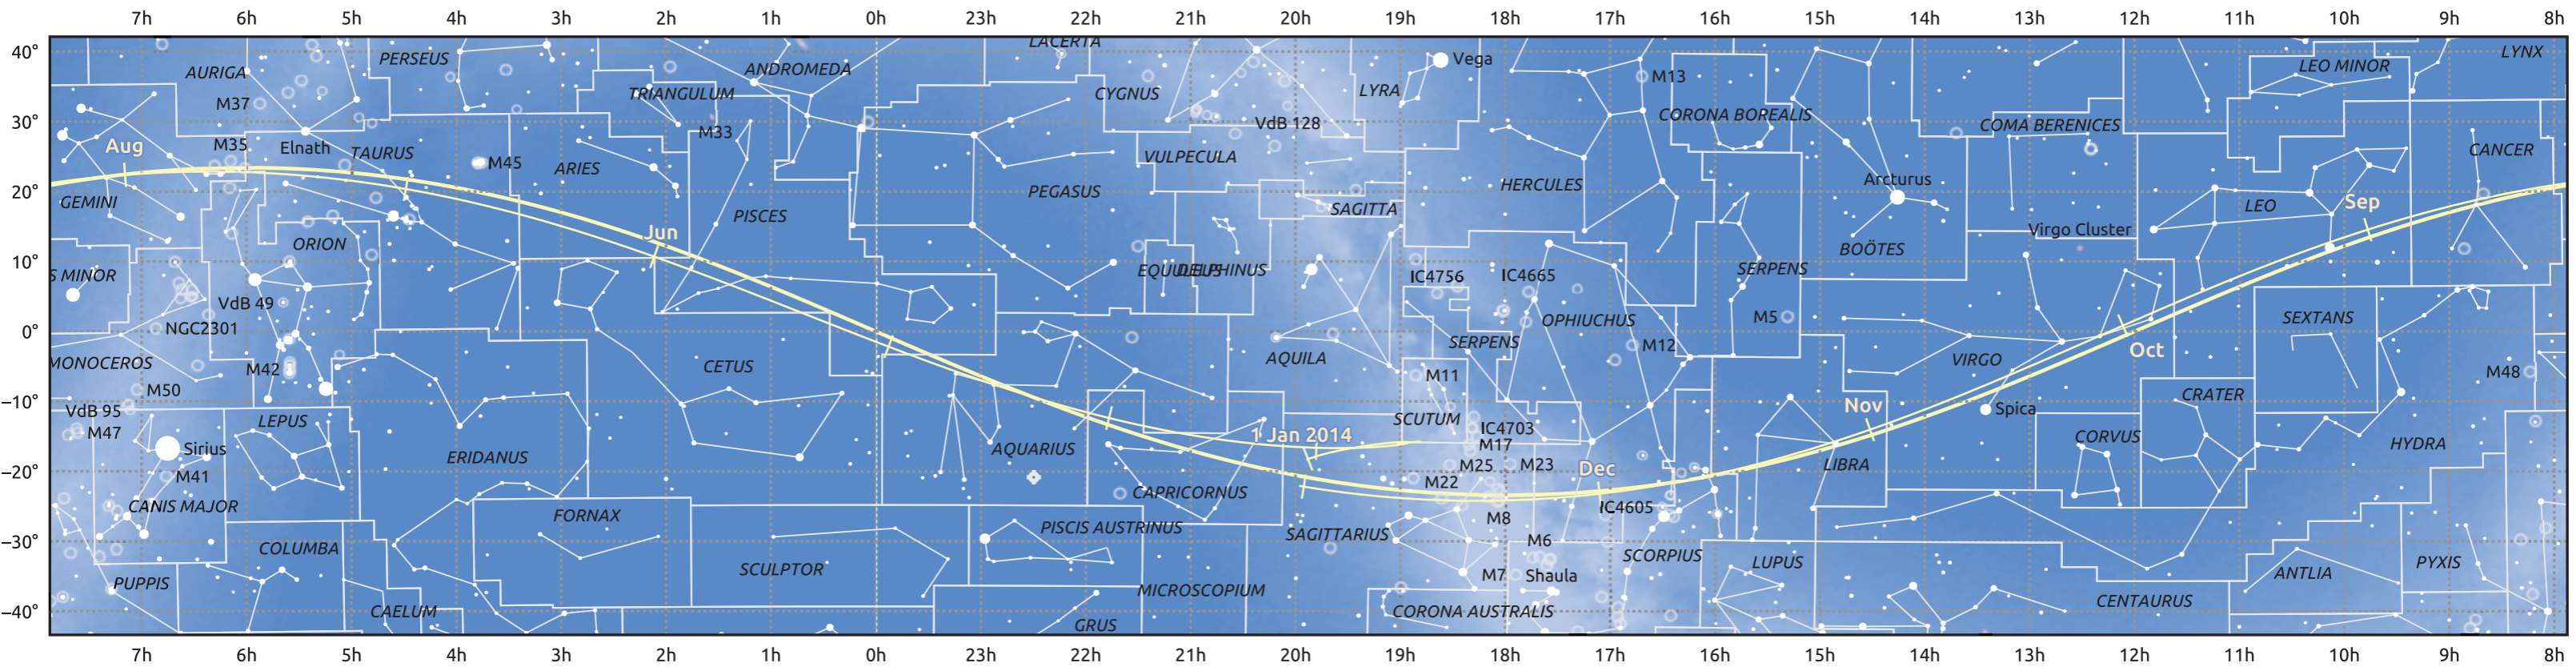 7h 6h 5h 4h 3h 2h 1h 0h 23h 22h 21h 20h 19h 18h 17h 16h 15h 14h 13h 12h 11h 10h 9h 8h
40° PERSEUS ANDROMEDA LACERTA Vega LYNX
AURIGA TRIANGULUM CYGNUS LYRA M13 LEO MINOR
M37
30° M33 VdB 128 CORONA BOREALIS COMA BERENICES
Aug M35 Elnath TAURUS M45 ARIES VULPECULA CANCER
20° GEMINI PISCES PEGASUS SAGITTA HERCULES Arcturus LEO Sep
ORION Jun BOÖTES Virgo Cluster
10° S MINOR EQUULEUS DELPHINUS IC4756 IC4665 SERPENS
VdB 49
0° NGC2301 OPHIUCHUS M5 SEXTANS
MONOCEROS M42 CETUS AQUILA SERPENS M12 VIRGO Oct M48
M50 M11
−10° VdB 95 LEPUS SCUTUM Nov Spica CRATER
M47 Sirius AQUARIUS 1 Jan 2014 IC4703 M17 CORVUS HYDRA
−20° M41 ERIDANUS CAPRICORNUS M25 M23 Dec LIBRA
M22
CANIS MAJOR FORNAX PISCIS AUSTRINUS M8 IC4605
−30° COLUMBA SAGITTARIUS M6 SCORPIUS LUPUS
PUPPIS SCULPTOR MICROSCOPIUM M7 Shaula ANTLIA PYXIS
−40° CAELUM GRUS CORONA AUSTRALIS CENTAURUS
7h 6h 5h 4h 3h 2h 1h 0h 23h 22h 21h 20h 19h 18h 17h 16h 15h 14h 13h 12h 11h 10h 9h 8h